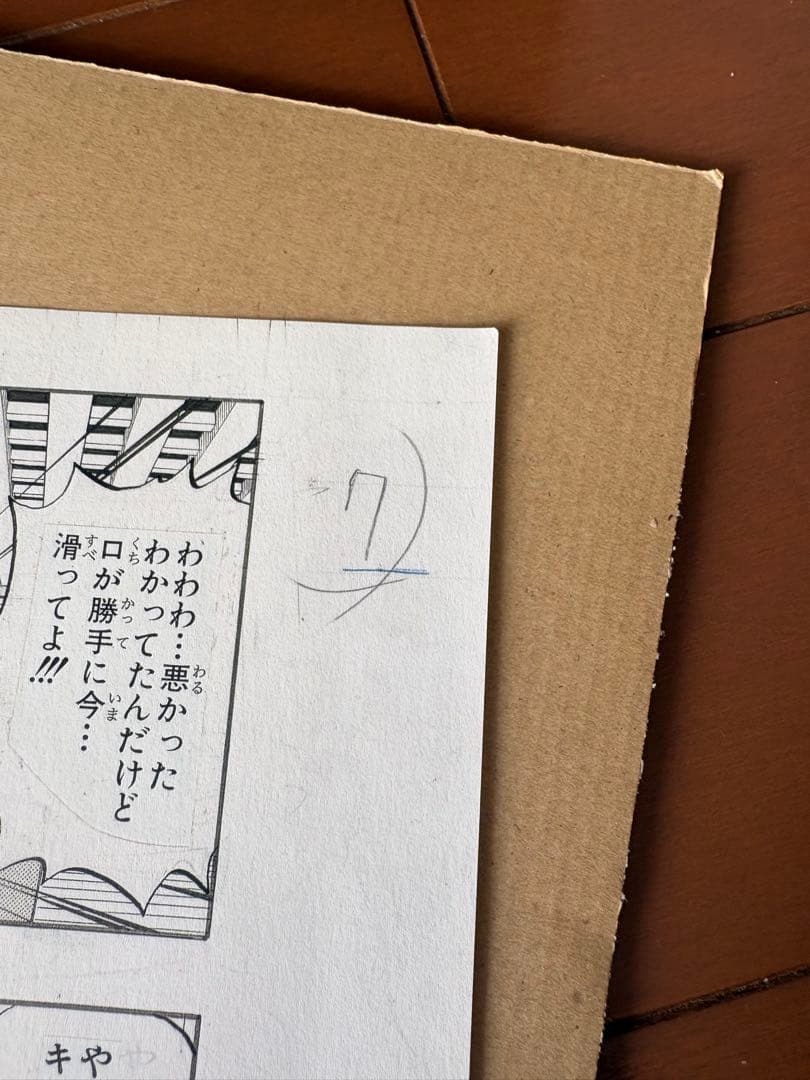 わわわ…悪かった
わかってたんだけど
口が勝手に今…
滑ってよ!!!
7
キや